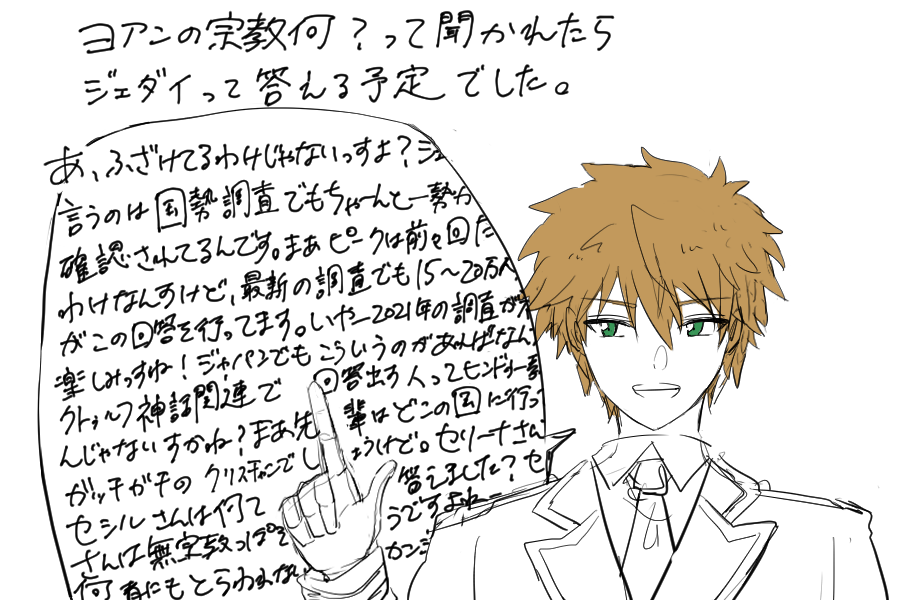 ヨアンの宗教何？って聞かれたら
ジェダイって答える予定でした。
あ、ふざけてるわけじゃないっすよ？ジェ
言うのは国勢調査でもちゃーんと一勢力
確認されてるんです。まあピークは前々回だ
わけなんすけど、最新の調査でも15～20万人
がこの回答を行ってます。いやー2021年の調査が
楽しみっすね！ジャパンでもこういうのがあればなん
クトゥルフ神話関連で回答出す人ってヒンドゥー
んじゃないすかね？まあ先輩はどこの国に行っ
ガッチガチのクリスチャンでしょうけど。セリーナさん
セシルさんは何て答えました？セ
さんは無宗教っぽそうですよねー
何者にもとらわれないカンジ